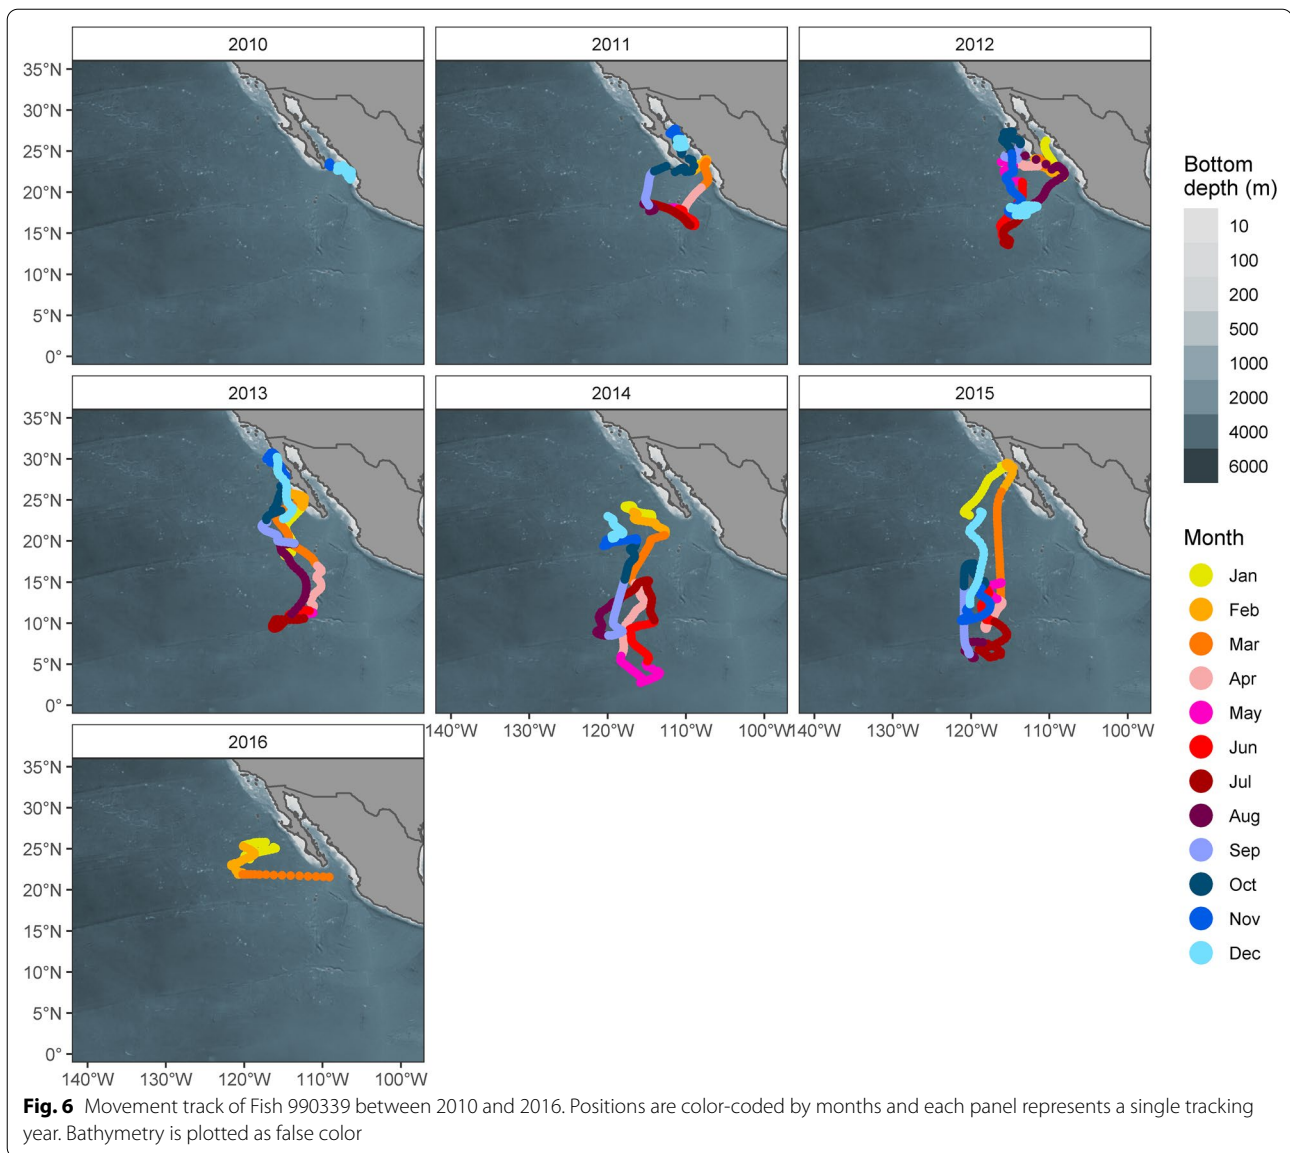 2010
2011
2012
35°N
30°N
25°N
20°N
15°N
10°N
5°N
0°
2013
2014
2015
35°N
30°N
25°N
20°N
15°N
10°N
5°N
0°
140°W 130°W 120°W 110°W 100°W
140°W 130°W 120°W 110°W 100°W
2016
35°N
30°N
25°N
20°N
15°N
10°N
5°N
0°
140°W 130°W 120°W 110°W 100°W
Bottom
depth (m)
10
100
200
500
1000
2000
4000
6000
Month
Jan
Feb
Mar
Apr
May
Jun
Jul
Aug
Sep
Oct
Nov
Dec
Fig. 6 Movement track of Fish 990339 between 2010 and 2016. Positions are color-coded by months and each panel represents a single tracking
year. Bathymetry is plotted as false color